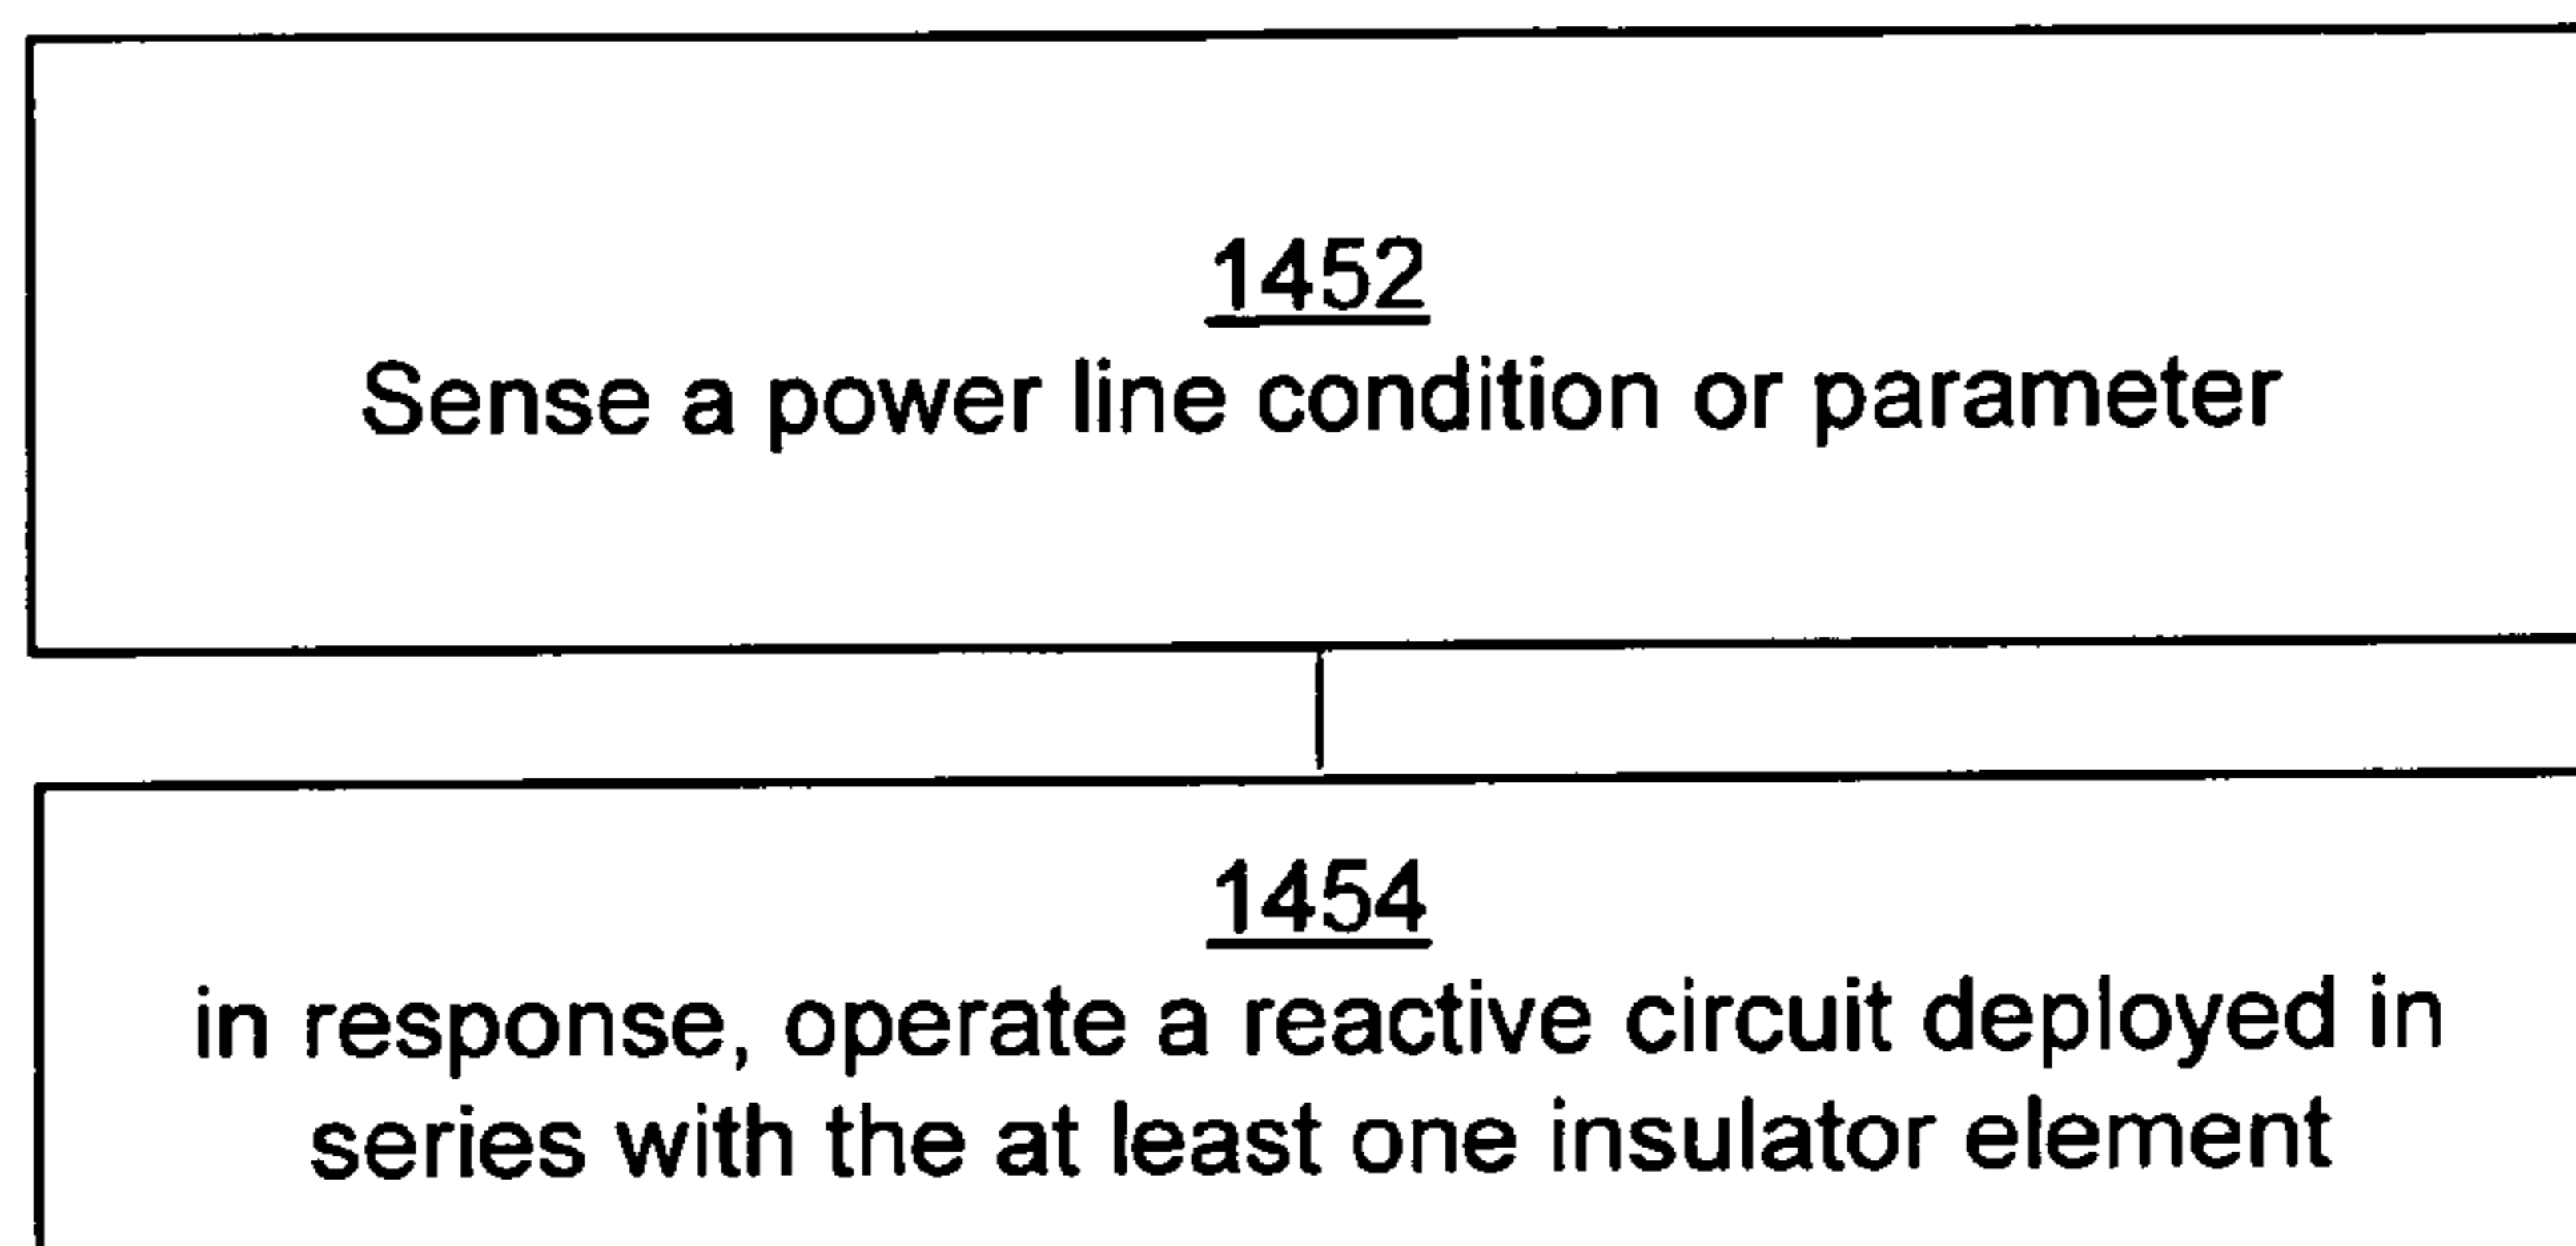 1452
Sense a power line condition or parameter
1454
in response, operate a reactive circuit deployed in
series with the at least one insulator element